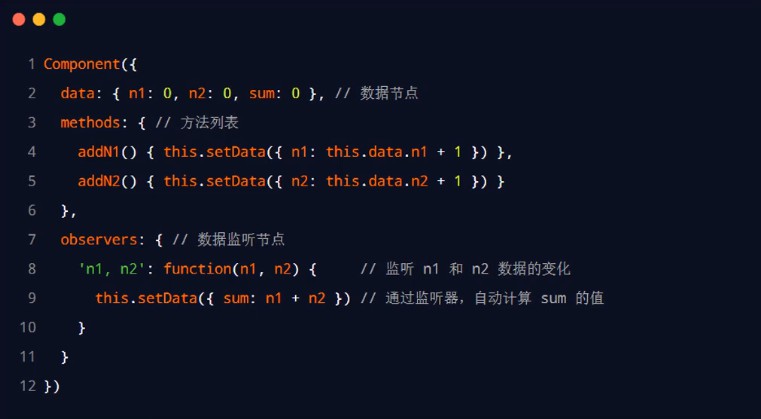 1 Component({
2   data: { n1: 0, n2: 0, sum: 0 }, // 数据节点
3   methods: { // 方法列表
4     addN1() { this.setData({ n1: this.data.n1 + 1 }) },
5     addN2() { this.setData({ n2: this.data.n2 + 1 }) }
6   },
7   observers: { // 数据监听节点
8     'n1, n2': function(n1, n2) {     // 监听 n1 和 n2 数据的变化
9       this.setData({ sum: n1 + n2 }) // 通过监听器，自动计算 sum 的值
10     }
11   }
12 })